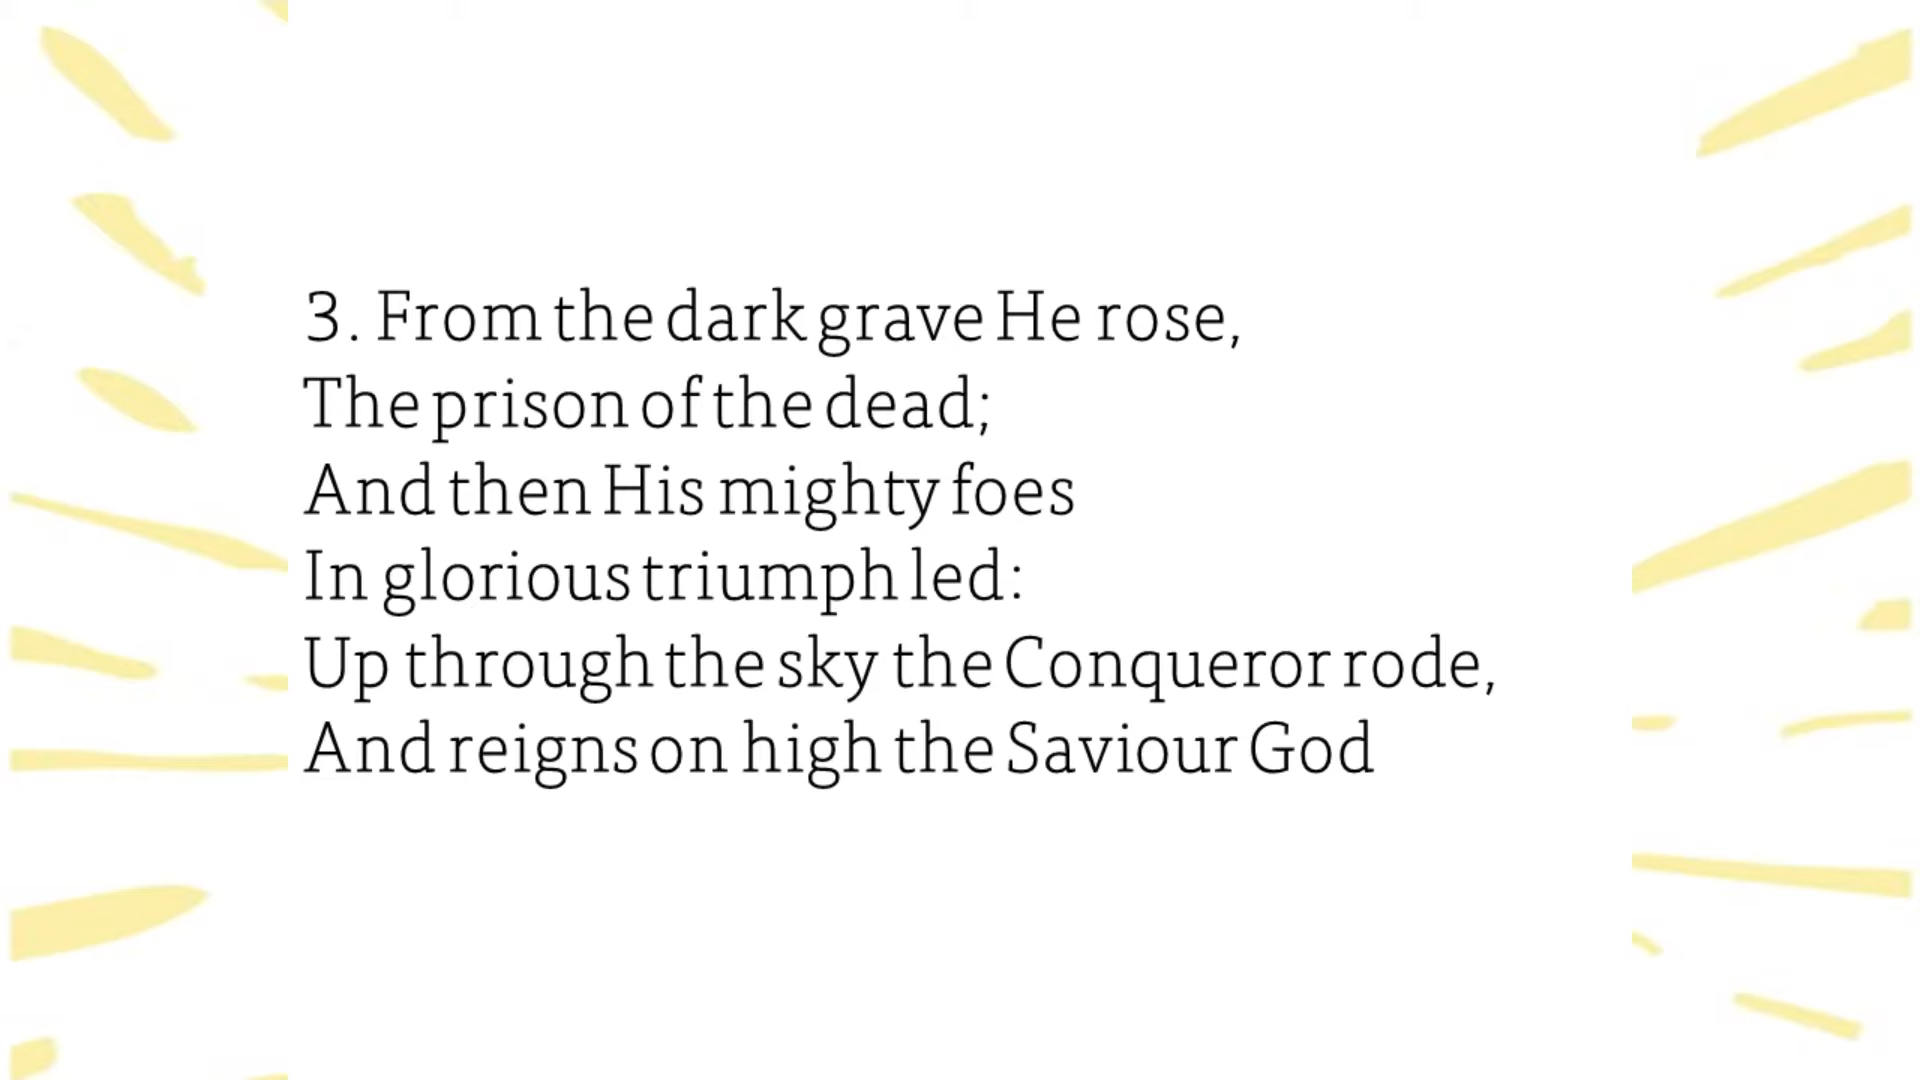 3. From the dark grave He rose,
The prison of the dead;
And then His mighty foes
In glorious triumph led:
Up through the sky the Conqueror rode,
And reigns on high the Saviour God